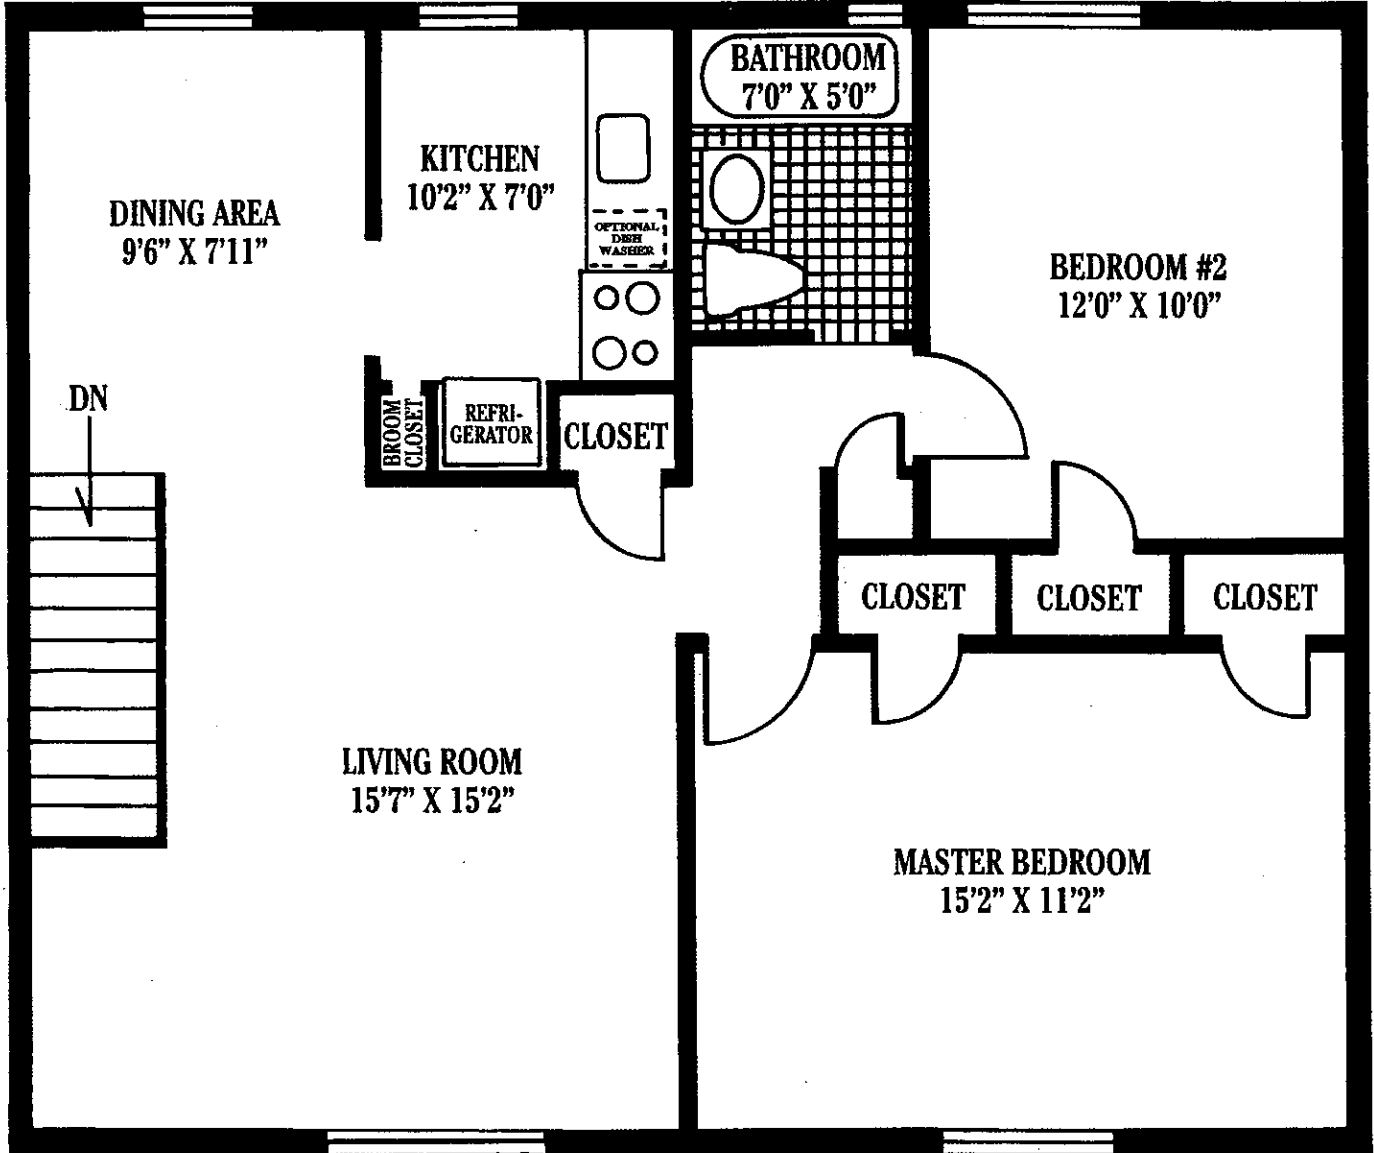 BATHROOM
7'0” X 5'0”
KITCHEN
10'2” X 7'0”
DINING AREA
9'6” X 7'11”
OPTIONAL
DISH
WASHER
BEDROOM #2
12'0” X 10'0”
DN
BROOM
CLOSET
REFRI-
GERATOR
CLOSET
CLOSET
CLOSET
CLOSET
LIVING ROOM
15'7” X 15'2”
MASTER BEDROOM
15'2” X 11'2”